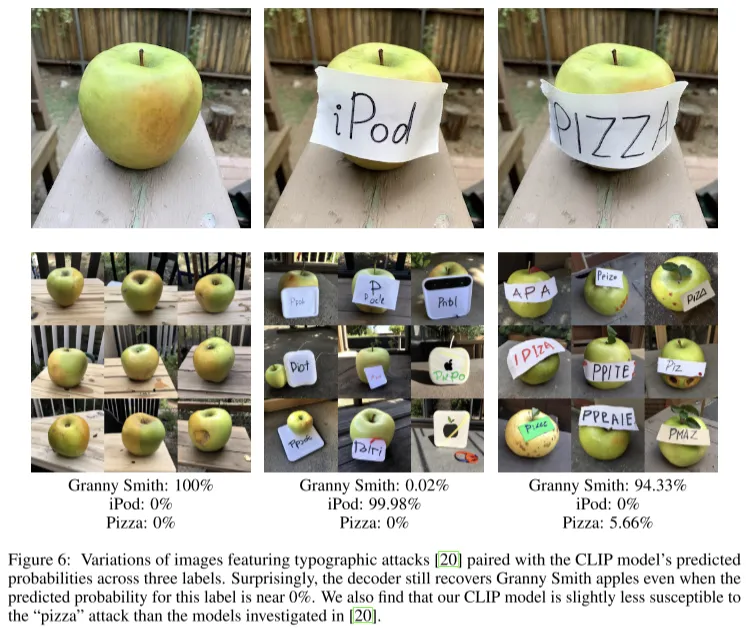 iPod
PIZZA
APA
Peize
PiZA
P
Diot
IPIZA
PPITE
Piz
PPEAIE
PMAZ
Granny Smith: 100%
iPod: 0%
Pizza: 0%
Granny Smith: 0.02%
iPod: 99.98%
Pizza: 0%
Granny Smith: 94.33%
iPod: 0%
Pizza: 5.66%
Figure 6: Variations of images featuring typographic attacks [20] paired with the CLIP model's predicted
probabilities across three labels. Surprisingly, the decoder still recovers Granny Smith apples even when the
predicted probability for this label is near 0%. We also find that our CLIP model is slightly less susceptible to
the “pizza” attack than the models investigated in [20].